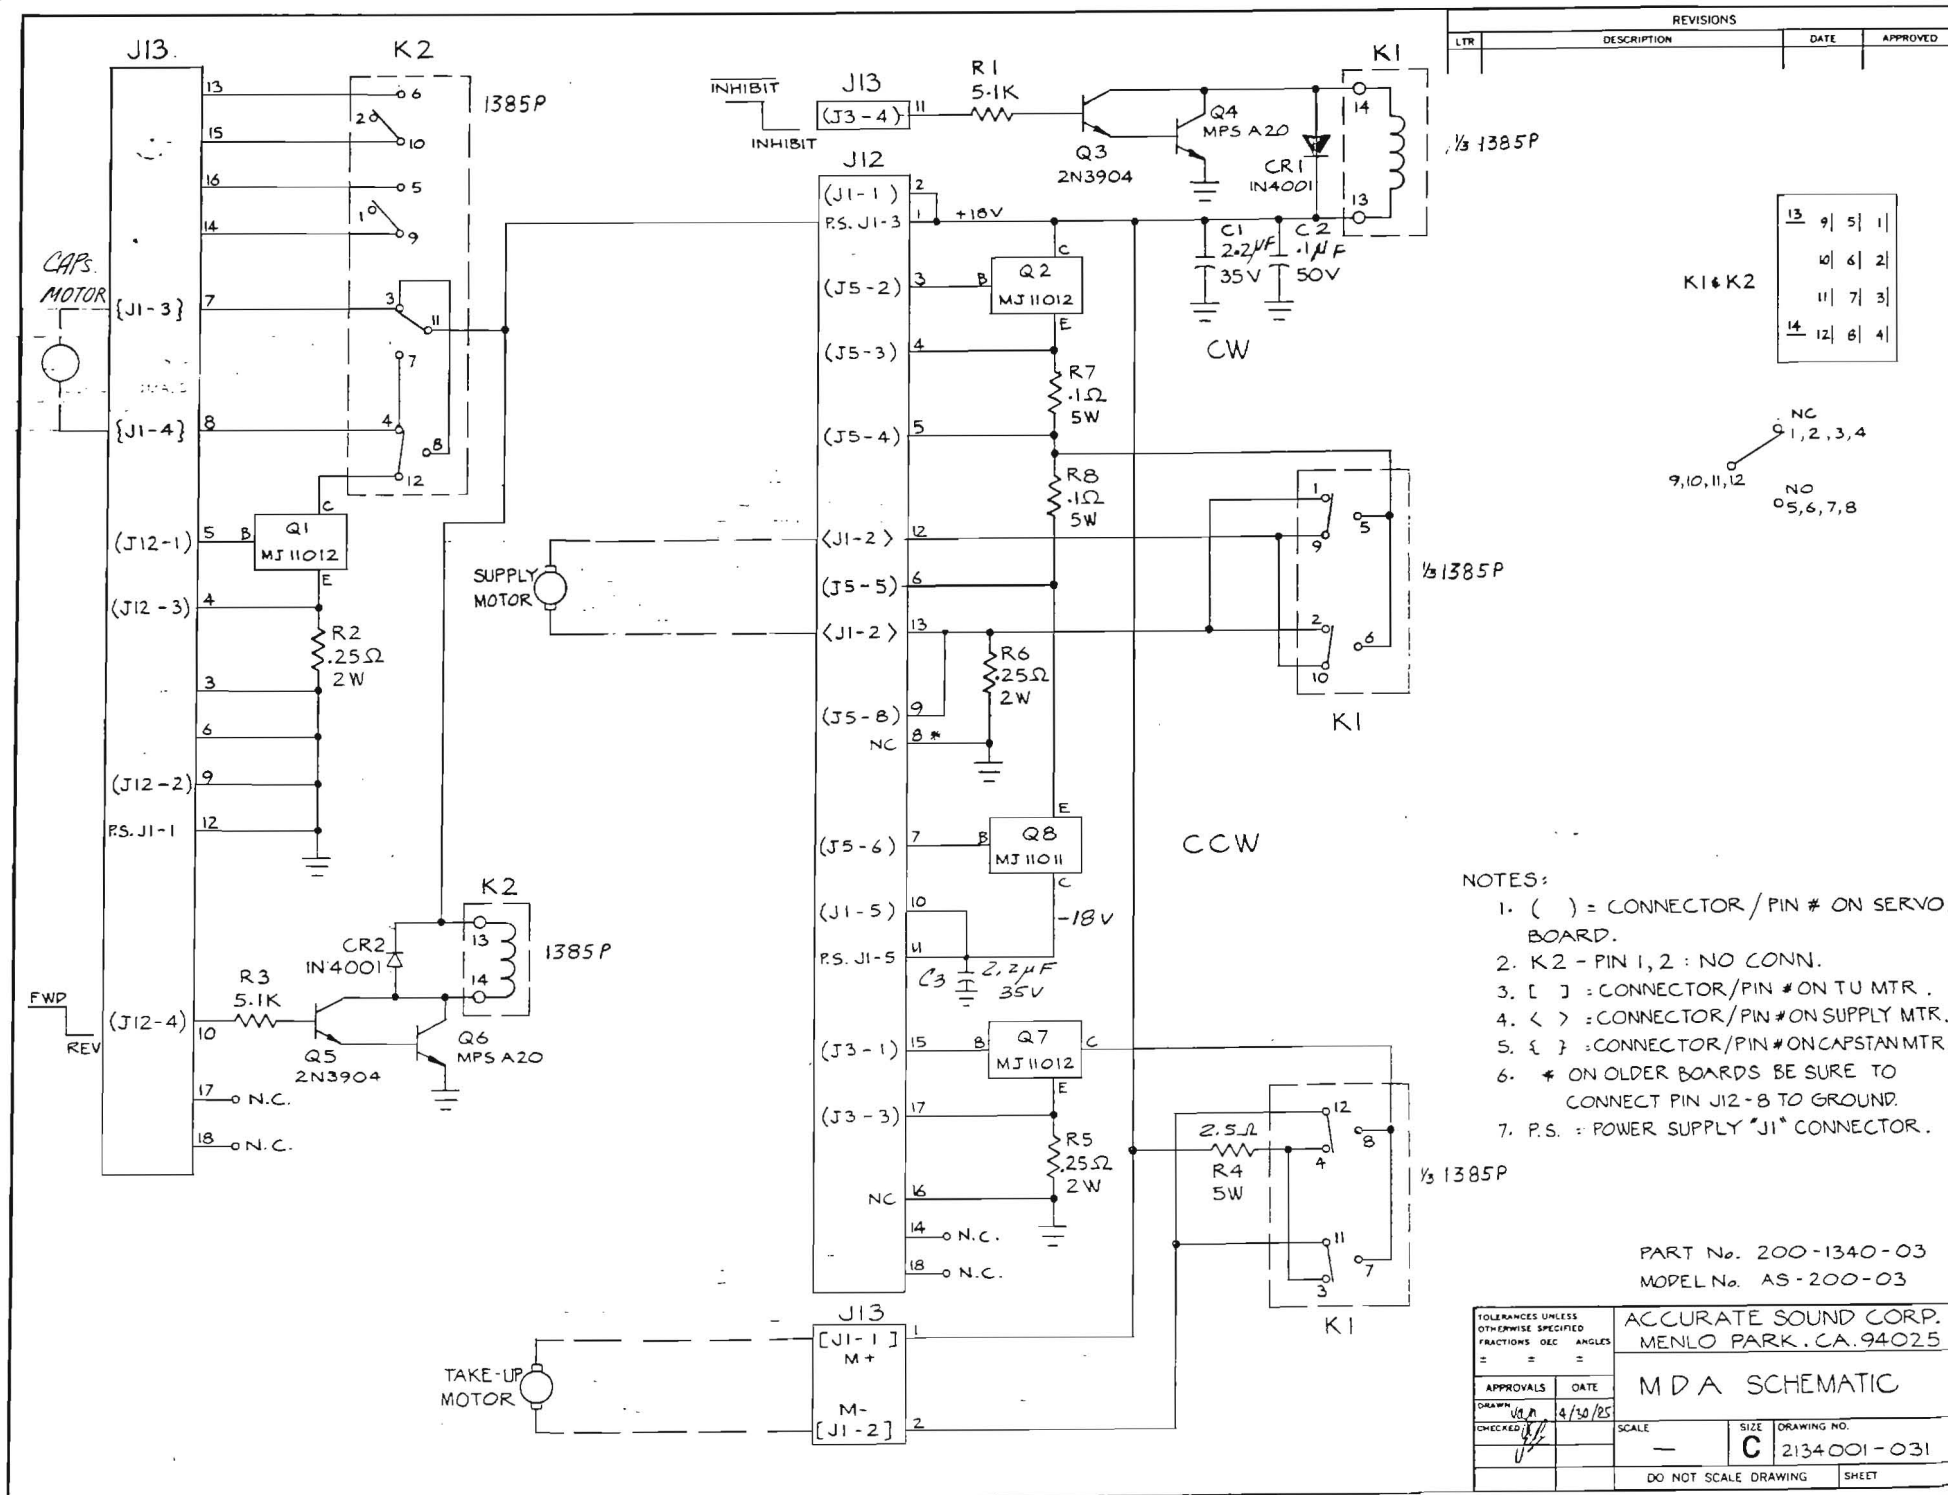 REVISIONS
LTR DESCRIPTION DATE APPROVED
J13.
K2
1385P
13
15
16
14
7
8
6
2
10
5
1
9
3
11
7
4
8
12
CAPS.
MOTOR
{J1-3}
{J1-4}
C
Q1
MJ11012
B
E
(J12-1) 5
(J12-3) 4
R2
.25Ω
2W
3
6
(J12-2) 9
P.S. J1-1 12
K2
13
14
1385P
CR2
1N4001
R3
5.1K
FWD
REV
(J12-4) 10
Q5
2N3904
Q6
MPS A20
17 N.C.
18 N.C.
INHIBIT
INHIBIT
J13
(J3-4) 11
R1
5.1K
Q3
2N3904
Q4
MPS A20
CR1
1N4001
K1
14
13
1/3 1385P
J12
(J1-1) 2
P.S. J1-3 1
+18V
C1
2.2µF
35V
C2
.1µF
50V
C
Q2
MJ11012
B
E
(J5-2) 3
(J5-3) 4
CW
R7
.1Ω
5W
(J5-4) 5
R8
.1Ω
5W
<J1-2> 12
SUPPLY
MOTOR
(J5-5) 6
<J1-2> 13
R6
.25Ω
2W
(J5-8) 9
NC 8 *
1
5
9
2
6
10
1/3 1385P
K1
E
Q8
MJ11011
B
C
(J5-6) 7
CCW
(J1-5) 10
-18V
P.S. J1-5 11
C3
2.2µF
35V
Q7
MJ11012
B
C
E
(J3-1) 15
(J3-3) 17
R5
.25Ω
2W
NC 16
14 N.C.
18 N.C.
2.5Ω
R4
5W
12
8
4
11
7
3
1/3 1385P
K1
J13
[J1-1] 1
M+
M-
[J1-2] 2
TAKE-UP
MOTOR
K1 & K2
13 9 5 1
10 6 2
11 7 3
14 12 8 4
NC
1,2,3,4
9,10,11,12
NO
5,6,7,8
NOTES:
1. ( ) = CONNECTOR/PIN # ON SERVO
BOARD.
2. K2 - PIN 1,2 : NO CONN.
3. [ ] = CONNECTOR/PIN # ON TU MTR.
4. < > = CONNECTOR/PIN # ON SUPPLY MTR.
5. { } = CONNECTOR/PIN # ON CAPSTAN MTR
6. * ON OLDER BOARDS BE SURE TO
CONNECT PIN J12-8 TO GROUND.
7. P.S. = POWER SUPPLY "J1" CONNECTOR.
PART No. 200-1340-03
MODEL No. AS-200-03
TOLERANCES UNLESS
OTHERWISE SPECIFIED
FRACTIONS DEC ANGLES
± ± ±
ACCURATE SOUND CORP.
MENLO PARK. CA. 94025
APPROVALS DATE
MDA SCHEMATIC
DRAWN 4/30/85
CHECKED
SCALE
—
SIZE
C
DRAWING NO.
2134001-031
DO NOT SCALE DRAWING SHEET